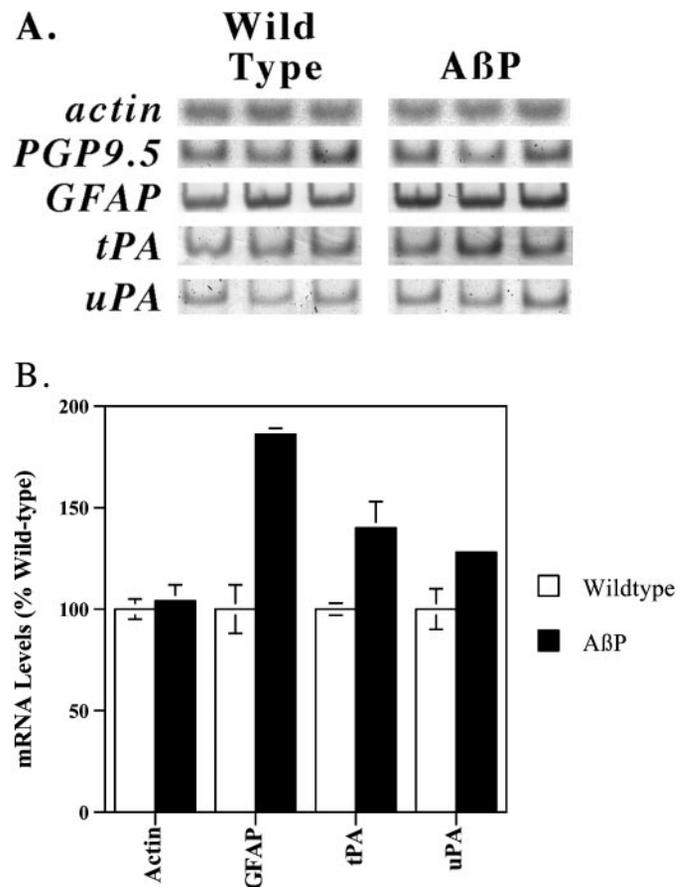 A.
Wild
Type
AßP
actin
PGP9.5
GFAP
tPA
uPA
B.
mRNA Levels (% Wild-type)
200
150
100
50
0
Actin
GFAP
tPA
uPA
Wildtype
AßP